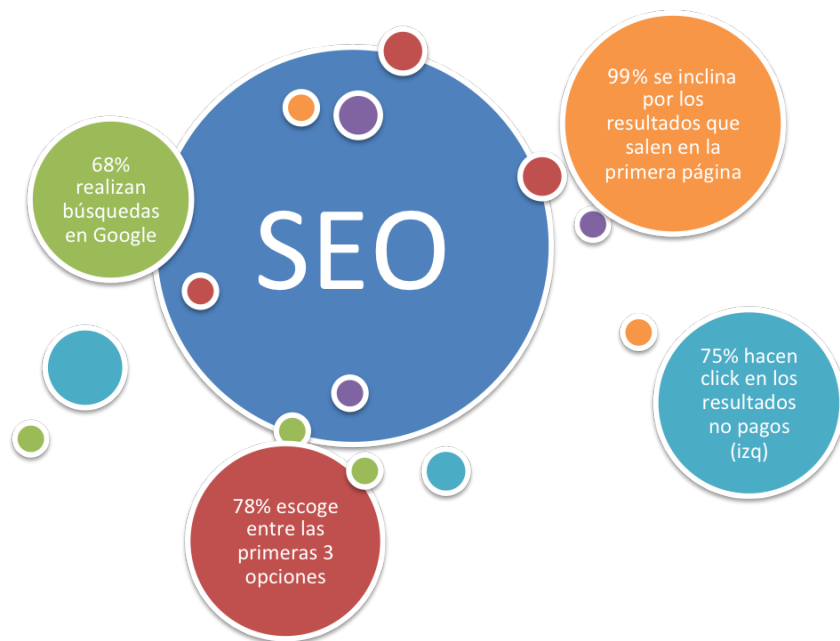 SEO
68%
realizan
búsquedas
en Google
99% se inclina
por los
resultados que
salen en la
primera página
75% hacen
click en los
resultados
no pagos
(izq)
78% escoge
entre las
primeras 3
opciones